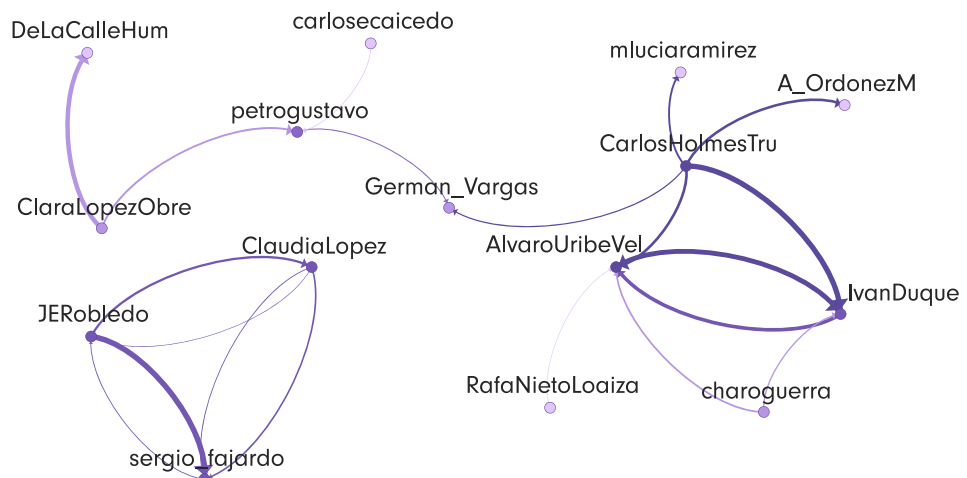 DeLaCalleHum
carlosecaicedo
mluciaramirez
A_OrdonezM
petrogustavo
CarlosHolmesTru
German_Vargas
ClaraLopezObre
ClaudiaLopez
AlvaroUribeVel
IvanDuque
JERobledo
RafaNietoLoaiza
charoguerra
sergio_fajardo